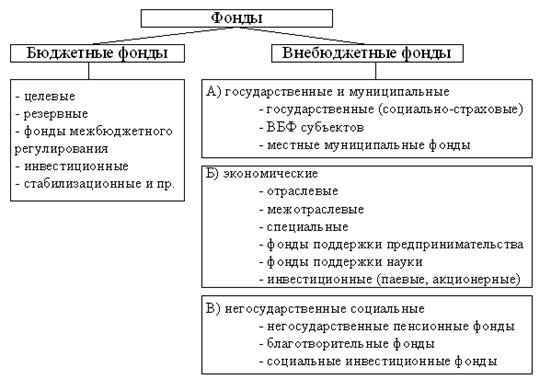 Фонды
Бюджетные фонды
- целевые
- резервные
- фонды межбюджетного
регулирования
- инвестиционные
- стабилизационные и пр.
Внебюджетные фонды
А) государственные и муниципальные
- государственные (социально-страховые)
- ВБФ субъектов
- местные муниципальные фонды
Б) экономические
- отраслевые
- межотраслевые
- специальные
- фонды поддержки предпринимательства
- фонды поддержки науки
- инвестиционные (паевые, акционерные)
В) негосударственные социальные
- негосударственные пенсионные фонды
- благотворительные фонды
- социальные инвестиционные фонды